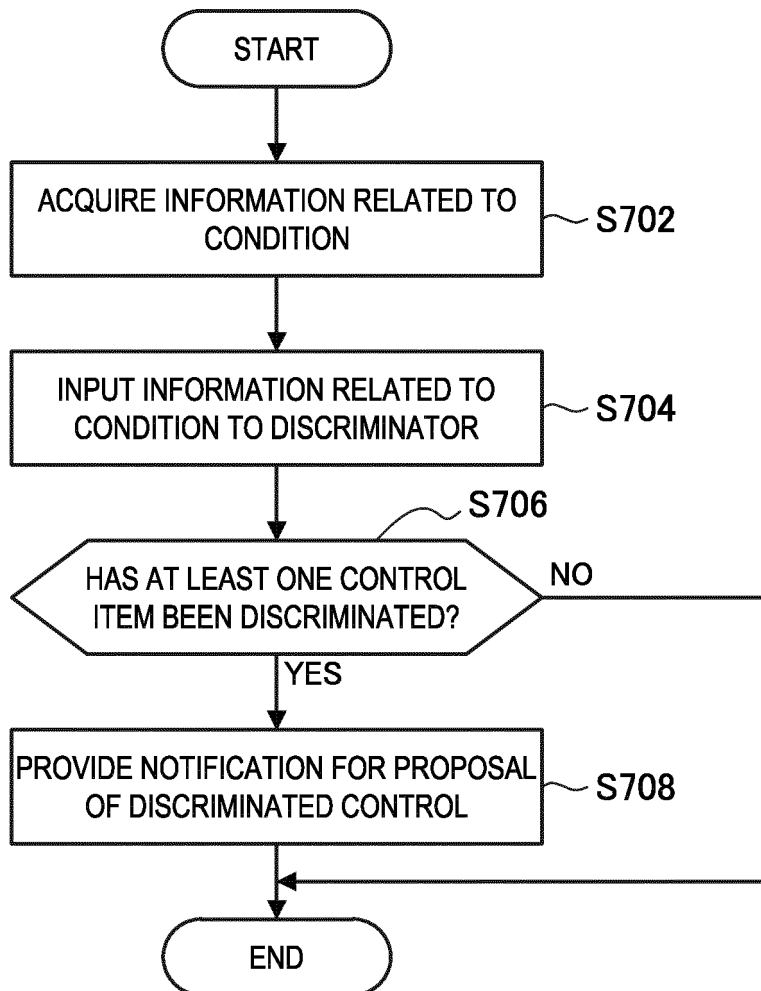 START
ACQUIRE INFORMATION RELATED TO
CONDITION
S702
INPUT INFORMATION RELATED TO
CONDITION TO DISCRIMINATOR
S704
S706
HAS AT LEAST ONE CONTROL
ITEM BEEN DISCRIMINATED?
NO
YES
PROVIDE NOTIFICATION FOR PROPOSAL
OF DISCRIMINATED CONTROL
S708
END